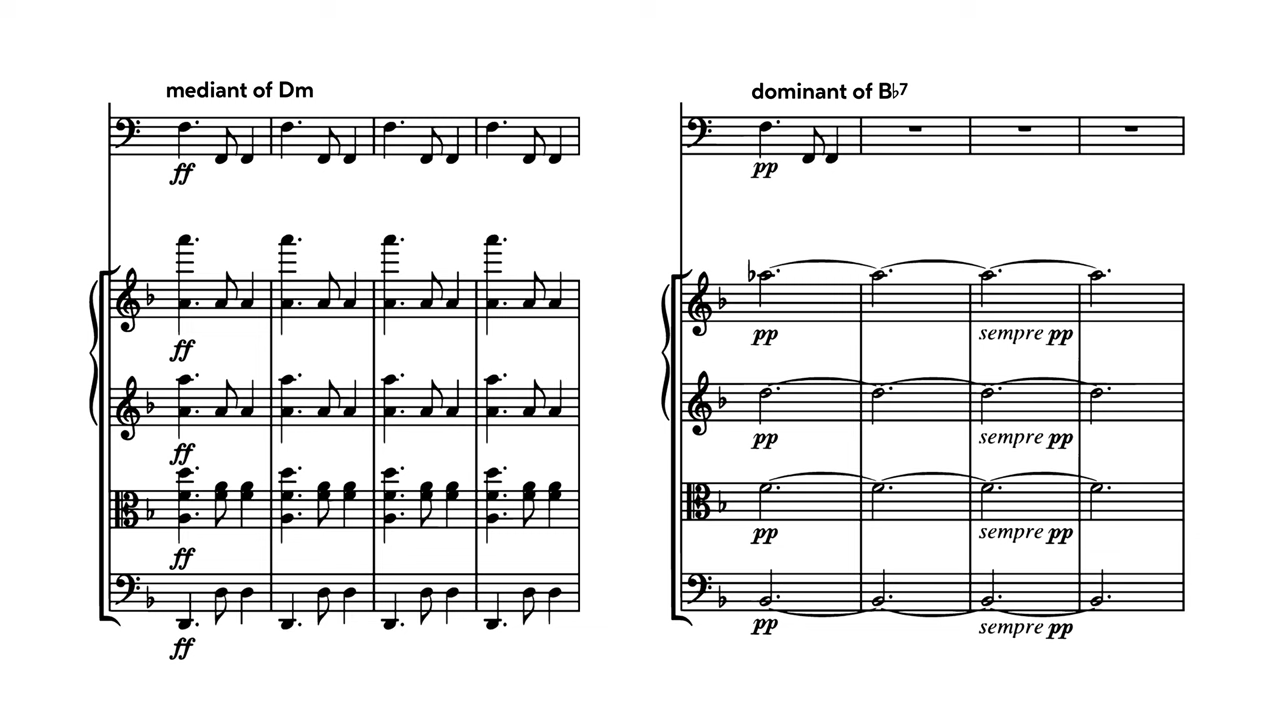 mediant of Dm
dominant of B♭7
ff
pp
ff
pp
sempre pp
ff
pp
sempre pp
ff
pp
sempre pp
ff
pp
sempre pp